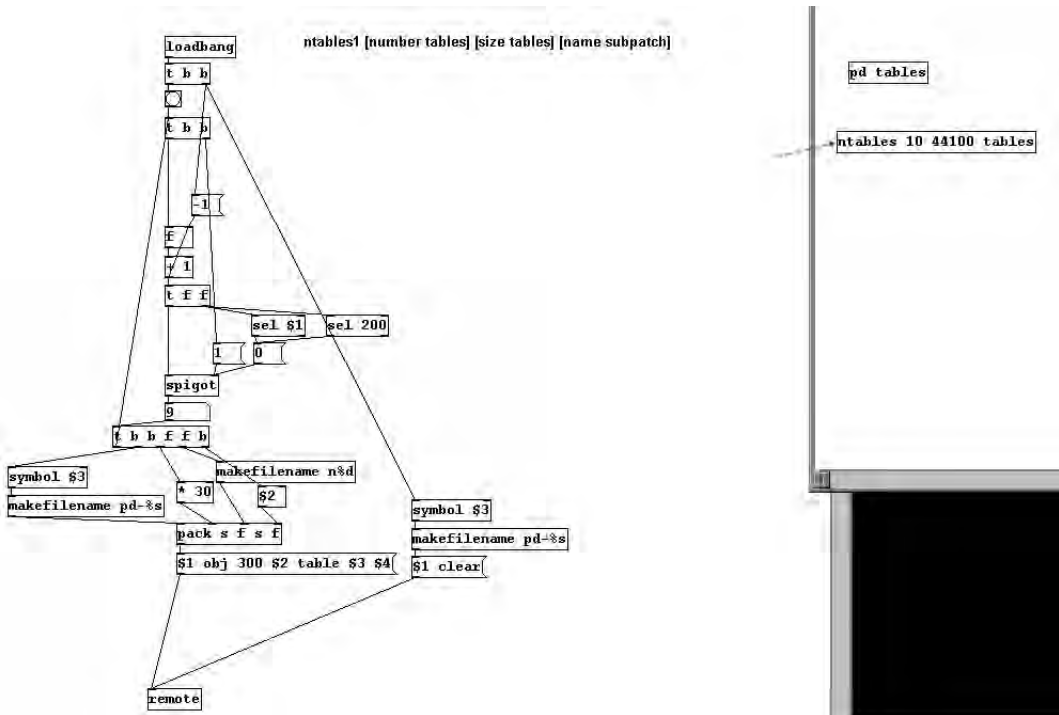 ntables1 [number tables] [size tables] [name subpatch]
loadbang
t b b
t b b
-1
f
+ 1
t f f
sel $1
sel 200
1
0
spigot
9
t b b f f b
symbol $3
makefilename n%d
* 30
$2
makefilename pd-%s
pack s f s f
$1 obj 300 $2 table $3 $4
symbol $3
makefilename pd-%s
$1 clear
remote
pd tables
ntables 10 44100 tables